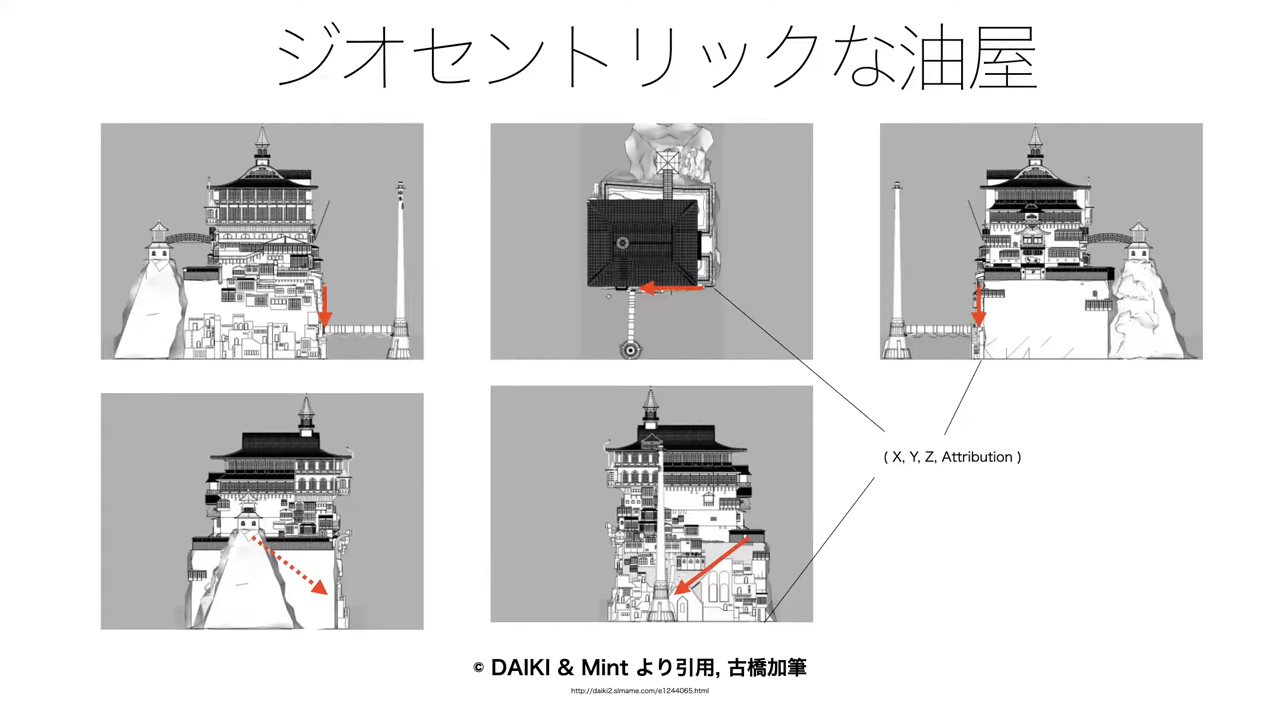 ジオセントリックな油屋
( X, Y, Z, Attribution )
© DAIKI & Mint より引用, 古橋加筆
http://daiki2.slmame.com/e1244065.html